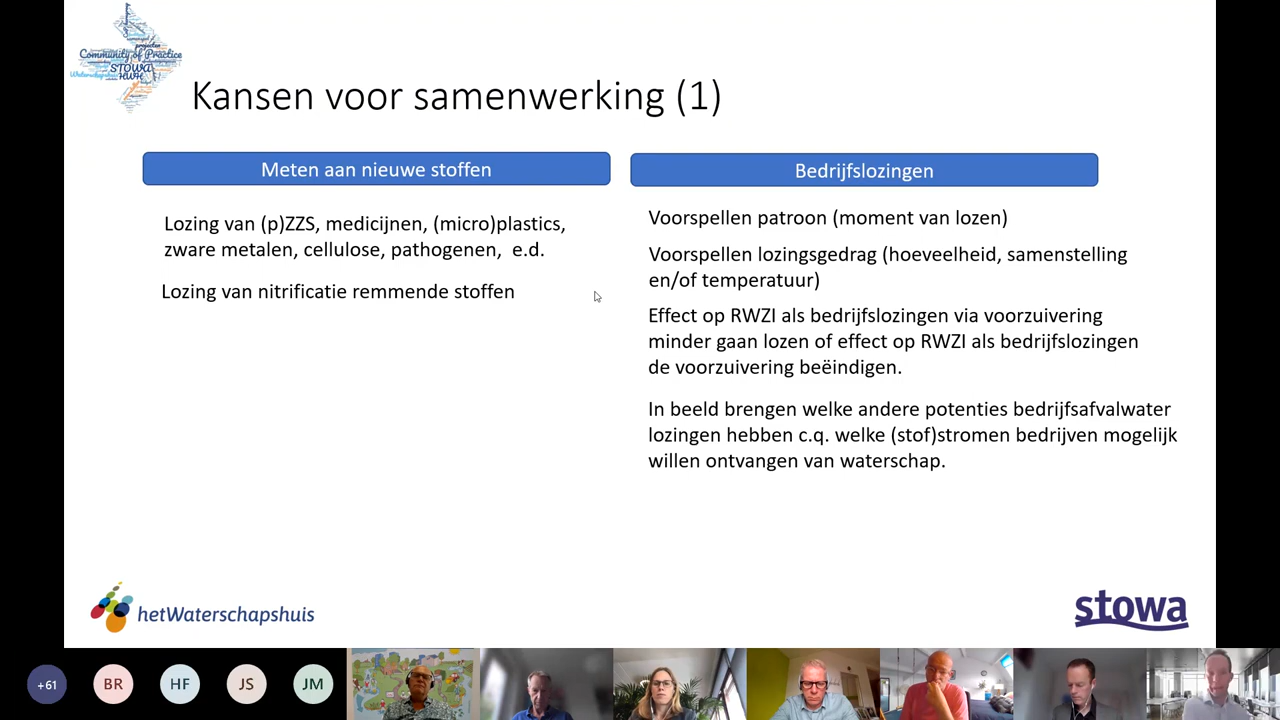 Community of Practice
STOWA
HWH
Kansen voor samenwerking (1)
Meten aan nieuwe stoffen
Lozing van (p)ZZS, medicijnen, (micro)plastics,
zware metalen, cellulose, pathogenen, e.d.
Lozing van nitrificatie remmende stoffen
Bedrijfslozingen
Voorspellen patroon (moment van lozen)
Voorspellen lozingsgedrag (hoeveelheid, samenstelling
en/of temperatuur)
Effect op RWZI als bedrijfslozingen via voorzuivering
minder gaan lozen of effect op RWZI als bedrijfslozingen
de voorzuivering beëindigen.
In beeld brengen welke andere potenties bedrijfsafvalwater
lozingen hebben c.q. welke (stof)stromen bedrijven mogelijk
willen ontvangen van waterschap.
hetWaterschapshuis
stowa
+61
BR
HF
JS
JM